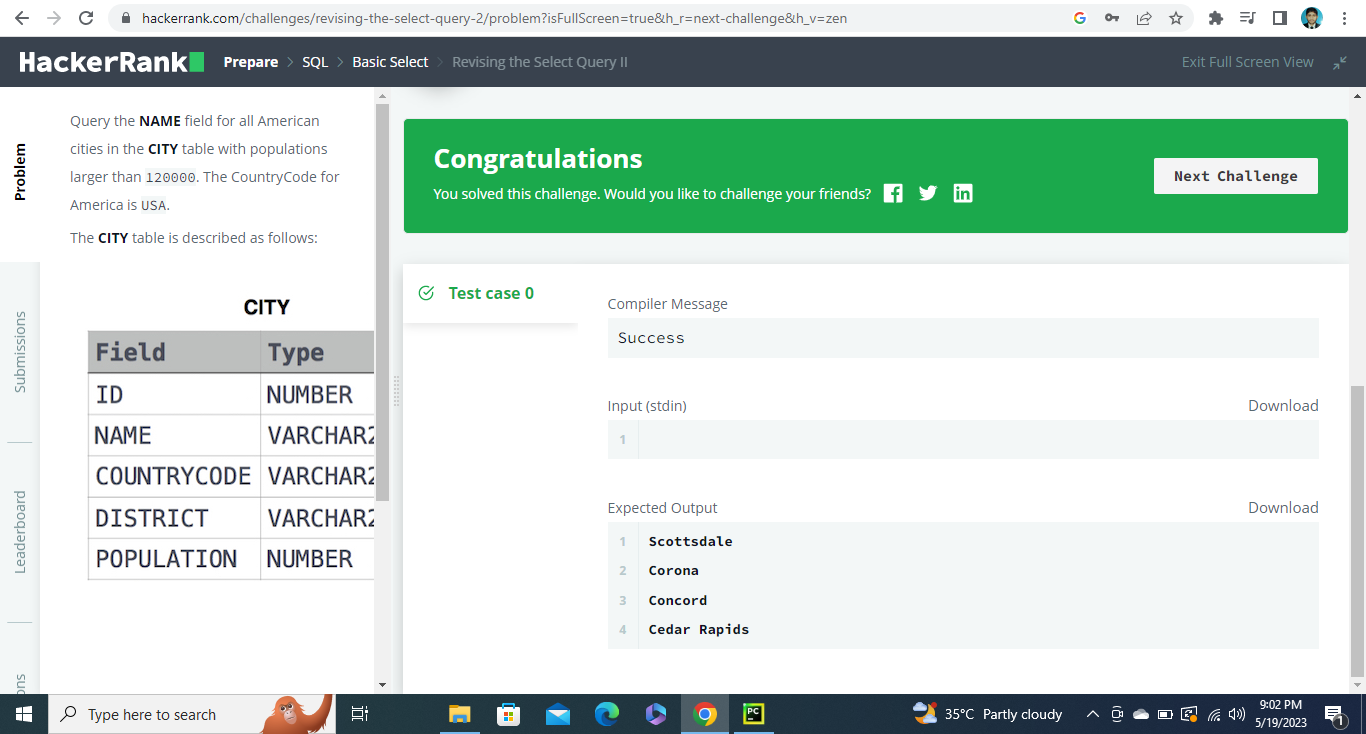 hackerrank.com/challenges/revising-the-select-query-2/problem?isFullScreen=true&h_r=next-challenge&h_v=zen
HackerRank
Prepare > SQL > Basic Select > Revising the Select Query II
Exit Full Screen View
Problem
Submissions
Leaderboard
Query the NAME field for all American
cities in the CITY table with populations
larger than 120000. The CountryCode for
America is USA.
The CITY table is described as follows:
CITY
Field Type
ID NUMBER
NAME VARCHAR2
COUNTRYCODE VARCHAR2
DISTRICT VARCHAR2
POPULATION NUMBER
Congratulations
You solved this challenge. Would you like to challenge your friends?
Next Challenge
Test case 0
Compiler Message
Success
Input (stdin)
Download
1
Expected Output
Download
1 Scottsdale
2 Corona
3 Concord
4 Cedar Rapids
Type here to search
PC
35°C Partly cloudy
9:02 PM
5/19/2023
1